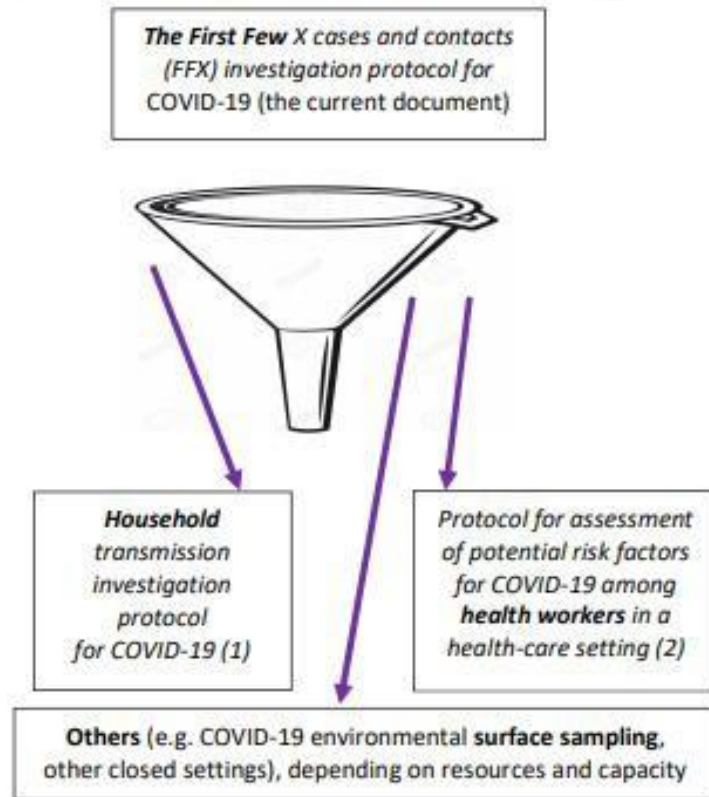 The First Few X cases and contacts
(FFX) investigation protocol for
COVID-19 (the current document)
Household
transmission
investigation
protocol
for COVID-19 (1)
Protocol for assessment
of potential risk factors
for COVID-19 among
health workers in a
health-care setting (2)
Others (e.g. COVID-19 environmental surface sampling,
other closed settings), depending on resources and capacity